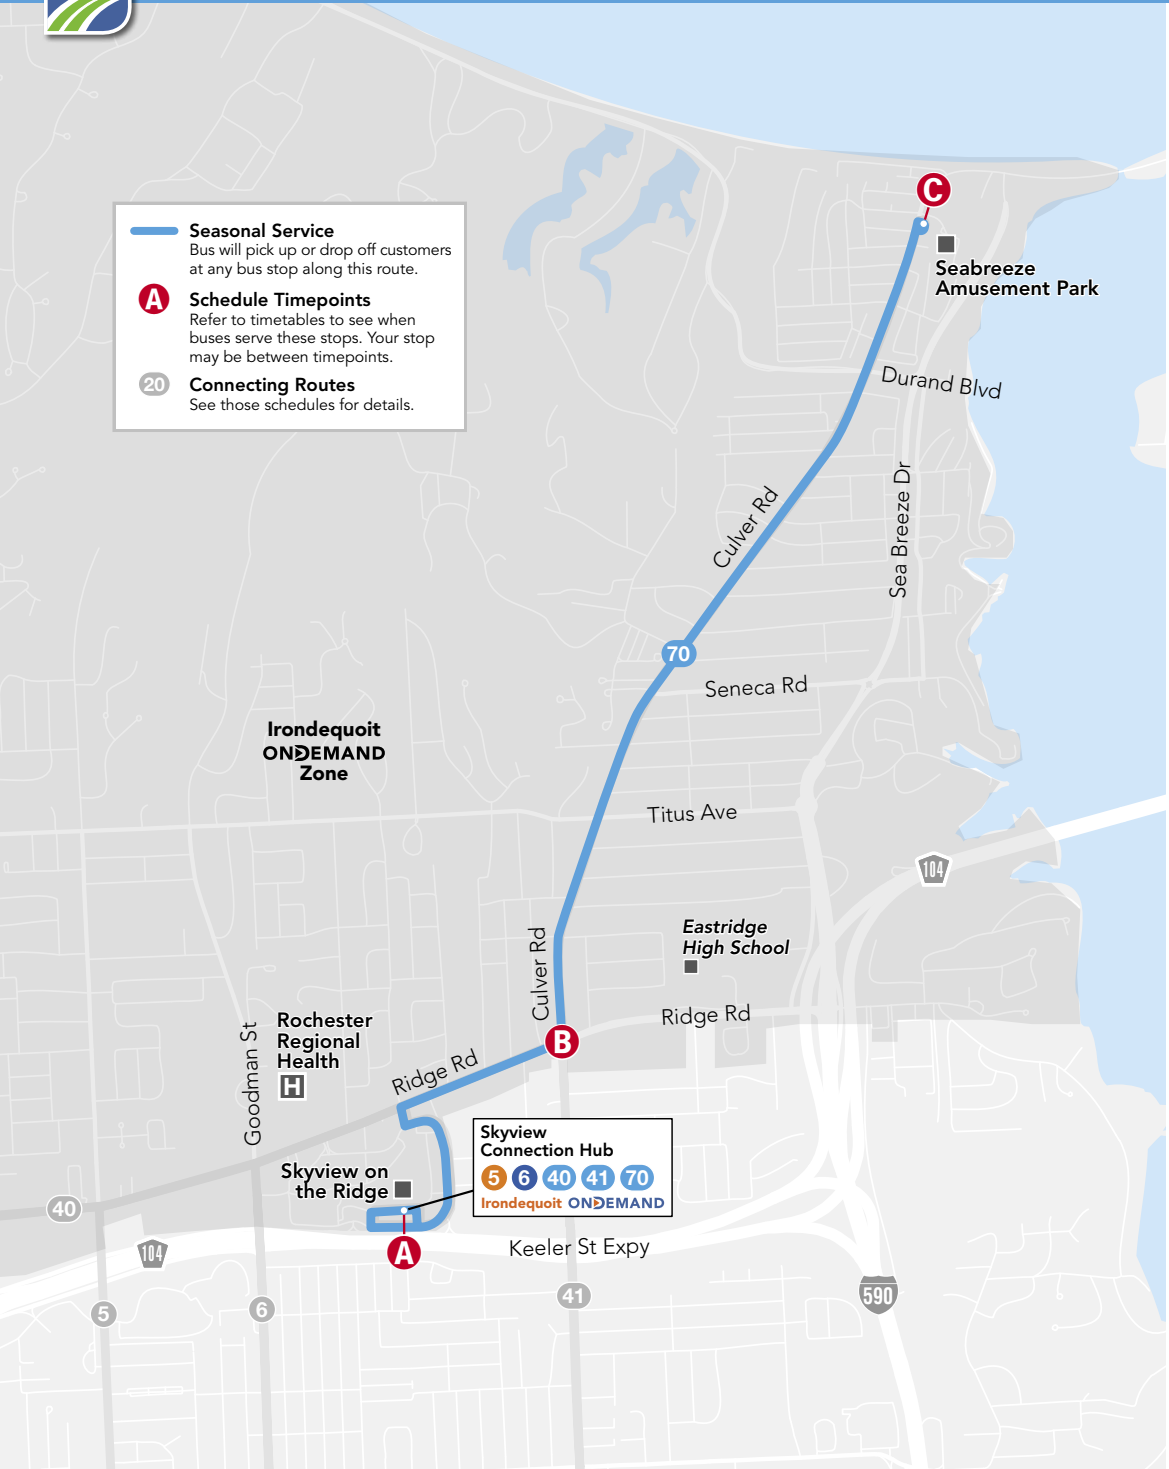 C
Seabreeze
Amusement Park
Seasonal Service
Bus will pick up or drop off customers
at any bus stop along this route.
A
Schedule Timepoints
Refer to timetables to see when
buses serve these stops. Your stop
may be between timepoints.
20
Connecting Routes
See those schedules for details.
Durand Blvd
Sea Breeze Dr
Culver Rd
70
Seneca Rd
Irondequoit
ONDEMAND
Zone
Titus Ave
104
Eastridge
High School
Culver Rd
Ridge Rd
Rochester
Regional
Health
H
Goodman St
B
Ridge Rd
Skyview
Connection Hub
5 6 40 41 70
Irondequoit ONDEMAND
Skyview on
the Ridge
40
A
104
Keeler St Expy
5
6
41
590